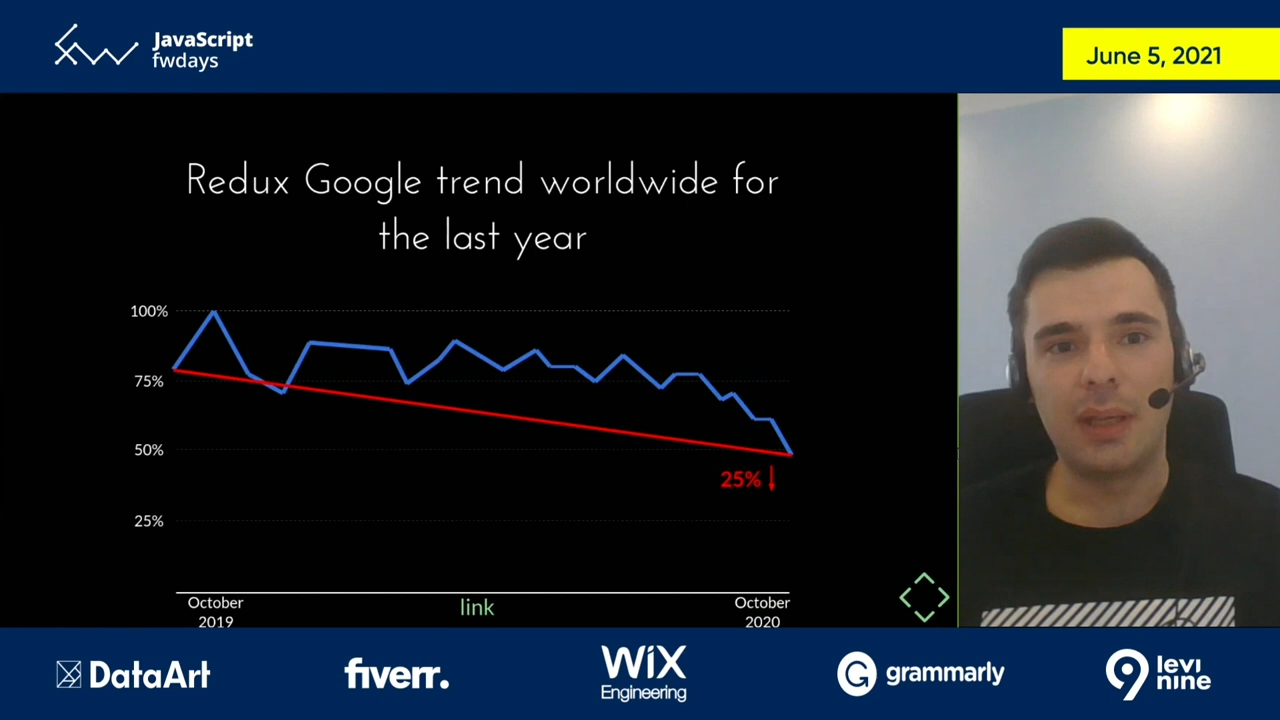 JavaScript
fwdays
June 5, 2021
Redux Google trend worldwide for
the last year
100%
75%
50%
25%
25%
October
2019
link
October
2020
DataArt
fiverr.
WiX
Engineering
grammarly
levi
nine